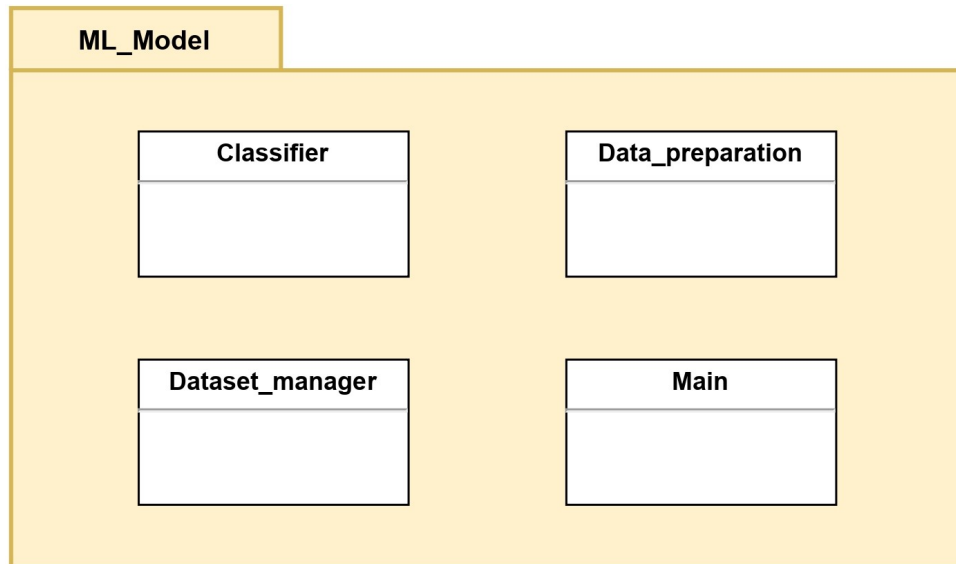 ML_Model
Classifier
Data_preparation
Dataset_manager
Main